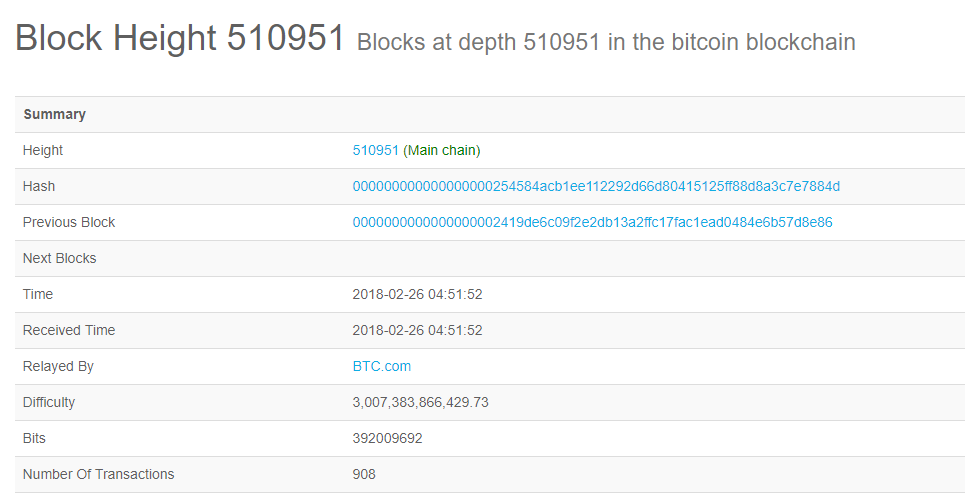 Block Height 510951 Blocks at depth 510951 in the bitcoin blockchain
Summary
Height 510951 (Main chain)
Hash 000000000000000000254584acb1ee112292d66d80415125ff88d8a3c7e7884d
Previous Block 0000000000000000002419de6c09f2e2db13a2ffc17fac1ead0484e6b57d8e86
Next Blocks
Time 2018-02-26 04:51:52
Received Time 2018-02-26 04:51:52
Relayed By BTC.com
Difficulty 3,007,383,866,429.73
Bits 392009692
Number Of Transactions 908